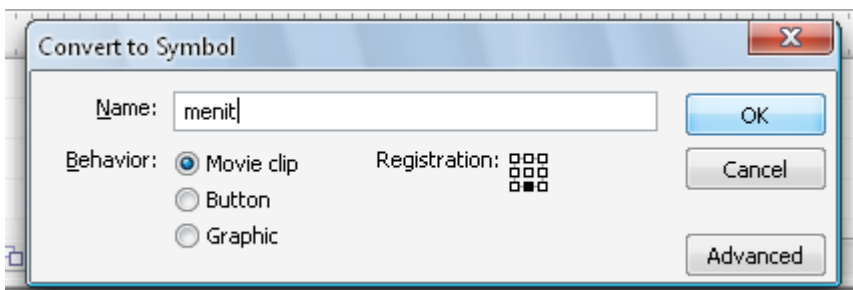 Convert to Symbol
Name: menit OK
Behavior: Movie clip Registration: Cancel
Button
Graphic
Advanced